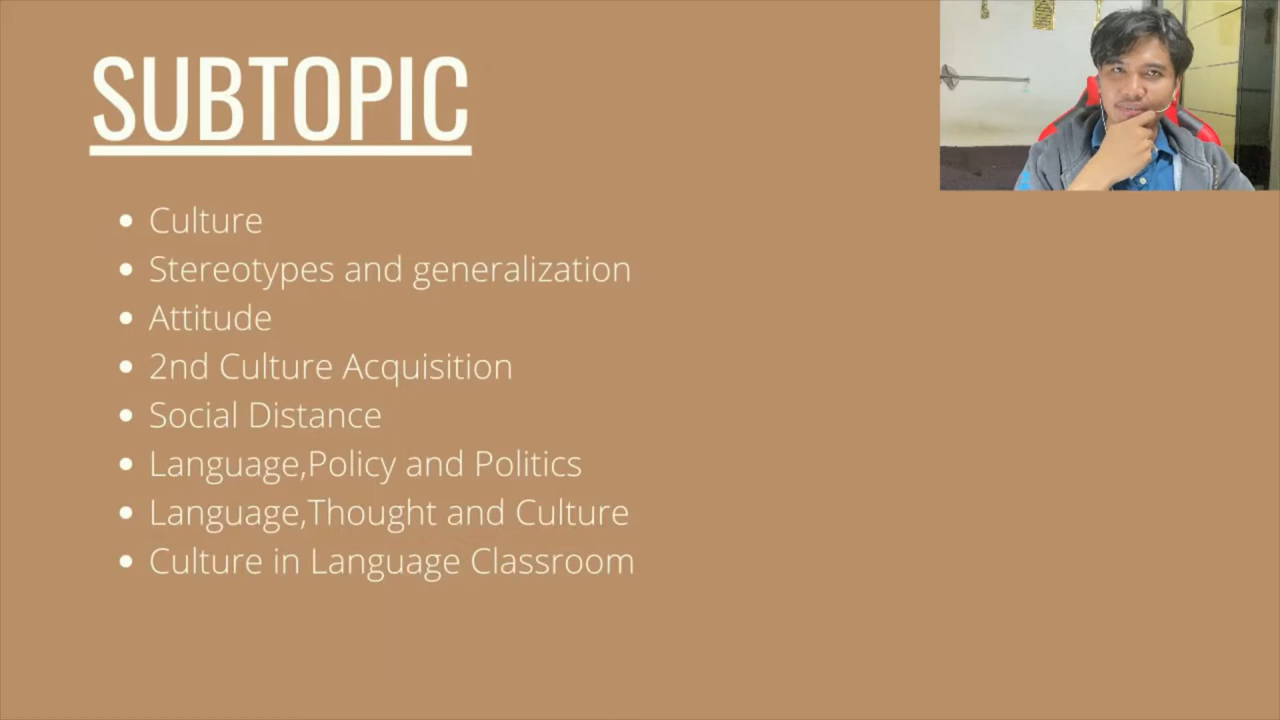 SUBTOPIC
Culture
Stereotypes and generalization
Attitude
2nd Culture Acquisition
Social Distance
Language,Policy and Politics
Language,Thought and Culture
Culture in Language Classroom